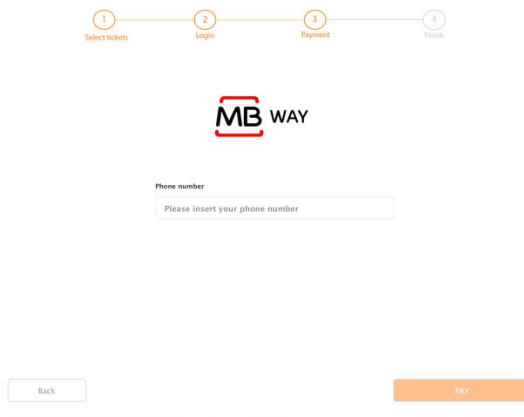 1
2
3
4
Select tickets
Login
Payment
Finish
MB WAY
Phone number
Please insert your phone number
Back
PAY